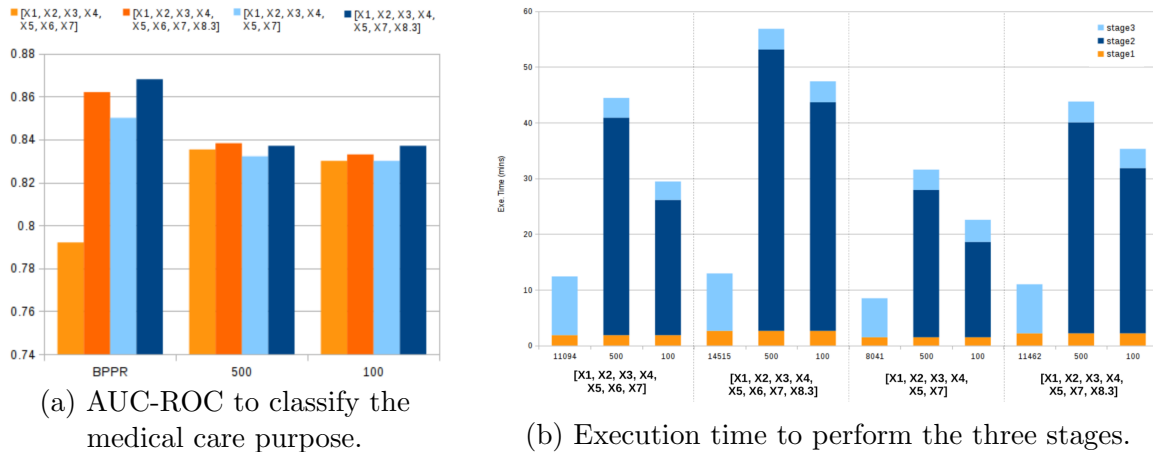 [X1, X2, X3, X4,
X5, X6, X7]
[X1, X2, X3, X4,
X5, X6, X7, X8.3]
[X1, X2, X3, X4,
X5, X7]
[X1, X2, X3, X4,
X5, X7, X8.3]
0.88
0.86
0.84
0.82
0.8
0.78
0.76
0.74
BPPR 500 100
(a) AUC-ROC to classify the
medical care purpose.
60
50
40
30
20
10
0
Exe. Time (mins)
stage3
stage2
stage1
11094 500 100 14515 500 100 8041 500 100 11462 500 100
[X1, X2, X3, X4,
X5, X6, X7]
[X1, X2, X3, X4,
X5, X6, X7, X8.3]
[X1, X2, X3, X4,
X5, X7]
[X1, X2, X3, X4,
X5, X7, X8.3]
(b) Execution time to perform the three stages.